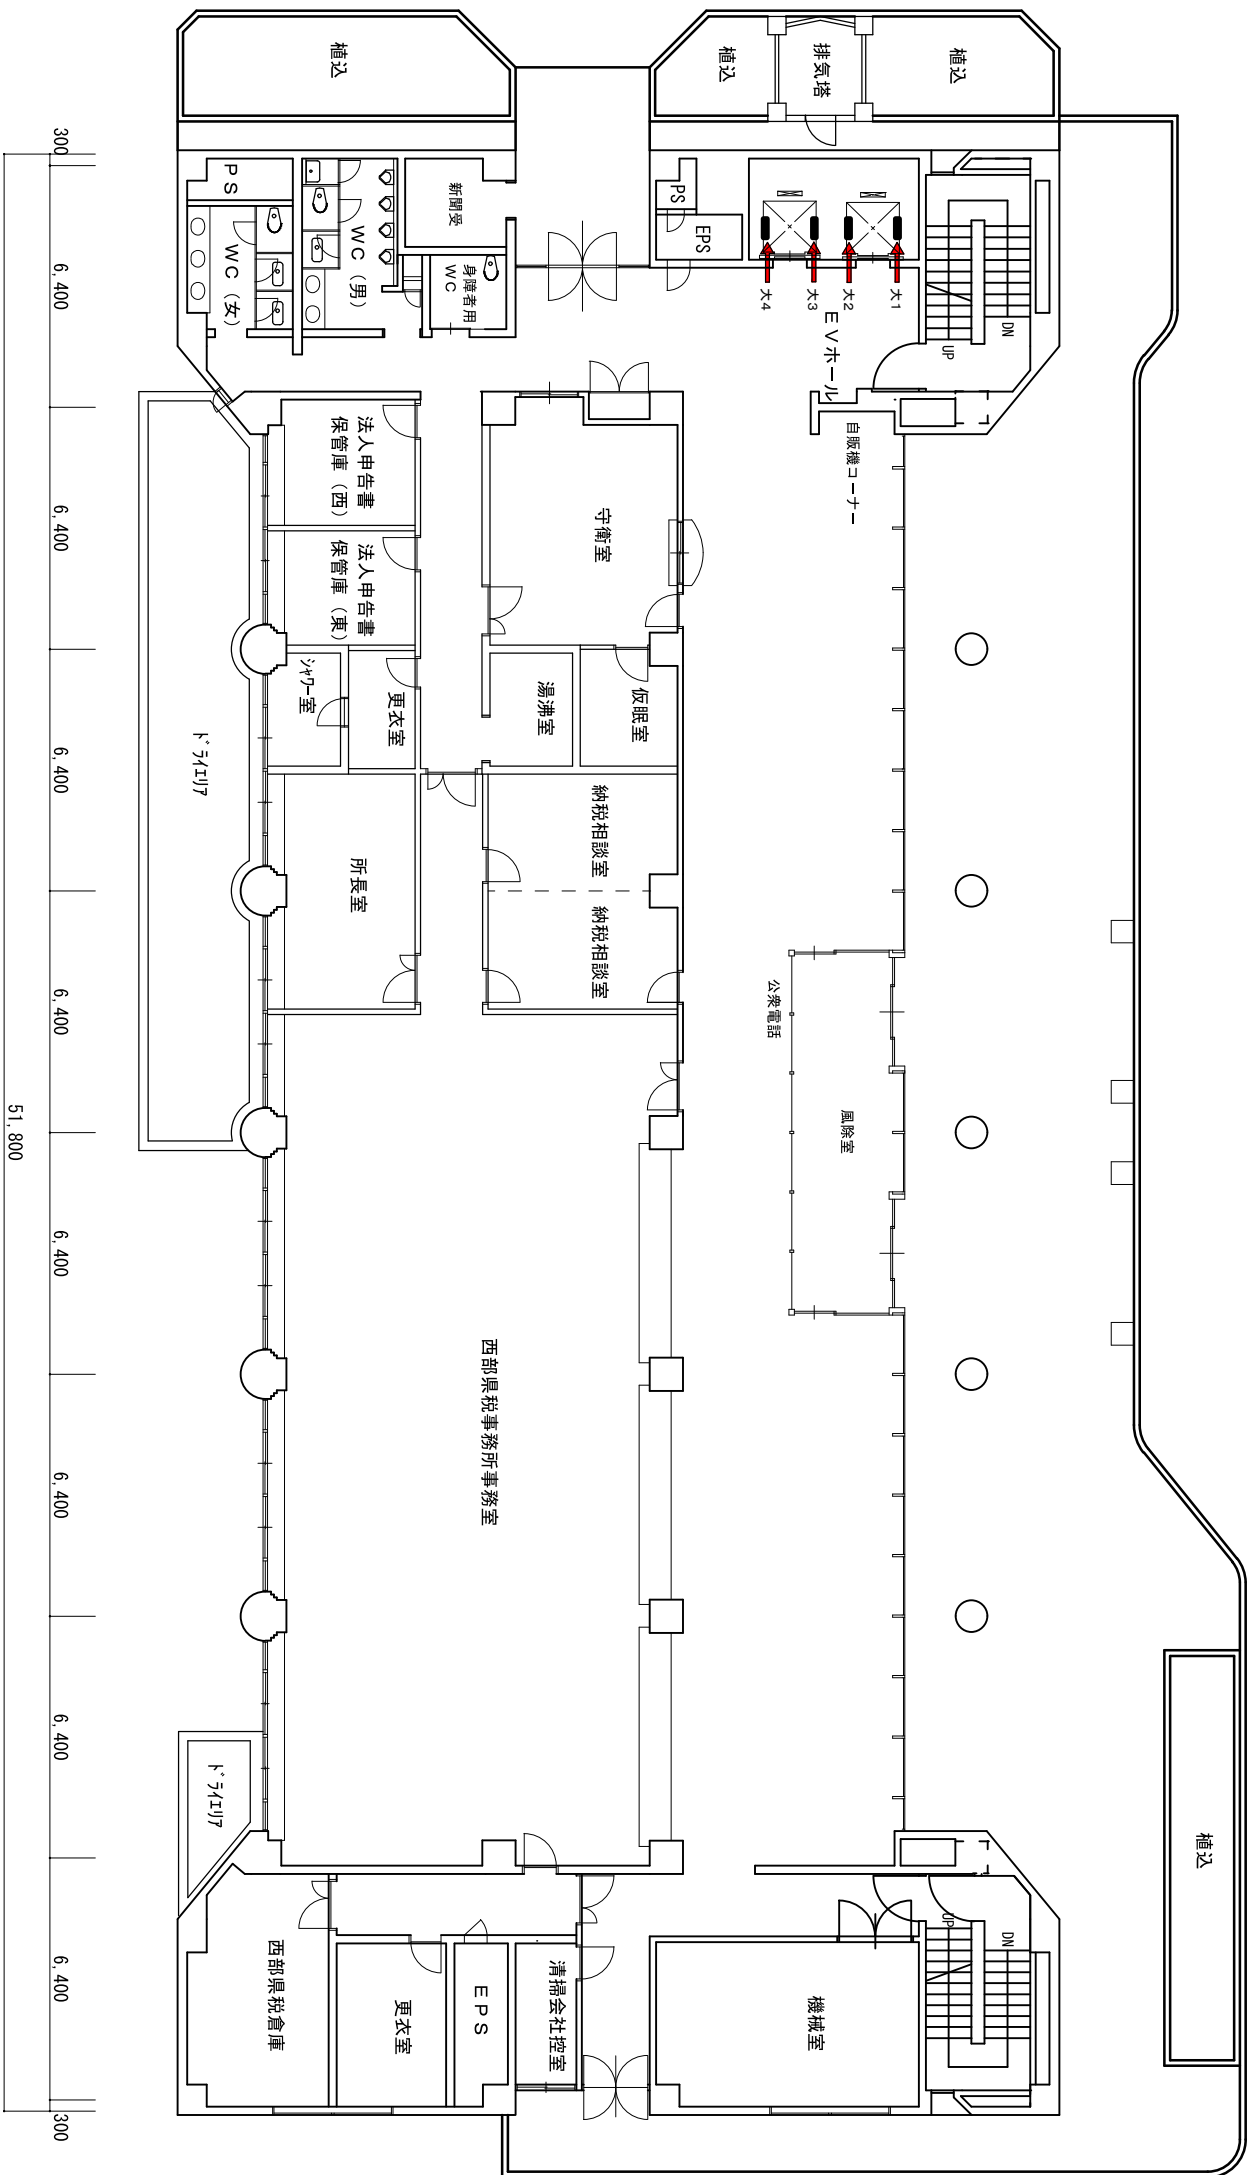 植込
植込
排気塔
植込
PS
WC（女）
WC（男）
新聞受
身障者用
WC
PS
EPS
大4
大3
大2
大1
EVホール
UP
DN
自販機コーナー
法人申告書
保管庫（西）
法人申告書
保管庫（東）
守衛室
シャワー室
更衣室
湯沸室
仮眠室
ドライエリア
所長室
納税相談室
納税相談室
公衆電話
風除室
西部県税事務所事務室
ドライエリア
植込
西部県税倉庫
更衣室
EPS
清掃会社控室
機械室
UP
DN
300
6,400
6,400
6,400
6,400
6,400
6,400
6,400
6,400
300
51,800